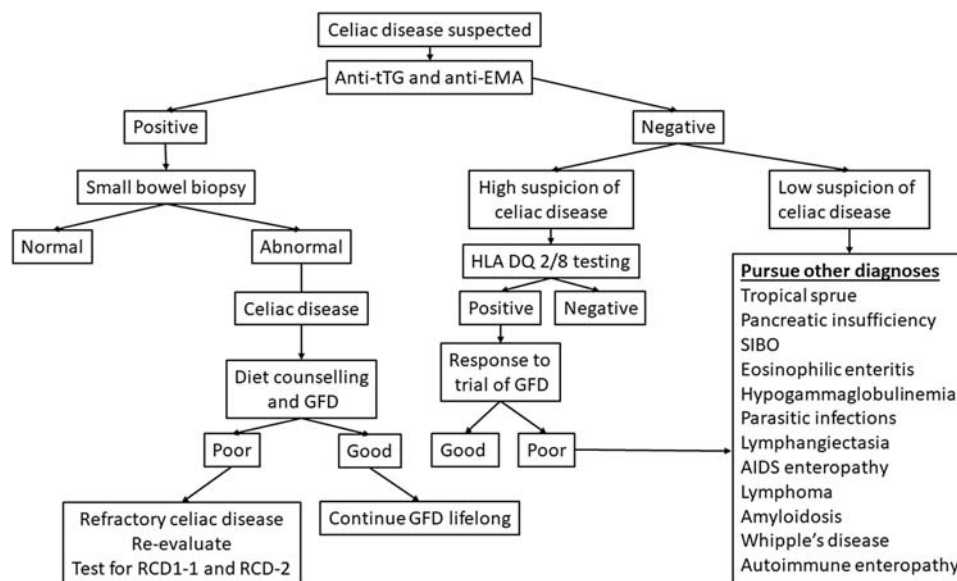 Celiac disease suspected
Anti-tTG and anti-EMA
Positive
Negative
Small bowel biopsy
High suspicion of
celiac disease
Low suspicion of
celiac disease
Normal
Abnormal
HLA DQ 2/8 testing
Celiac disease
Positive
Negative
Diet counselling
and GFD
Response to
trial of GFD
Poor
Good
Good
Poor
Refractory celiac disease
Re-evaluate
Test for RCD1-1 and RCD-2
Continue GFD lifelong
Pursue other diagnoses
Tropical sprue
Pancreatic insufficiency
SIBO
Eosinophilic enteritis
Hypogammaglobulinemia
Parasitic infections
Lymphangiectasia
AIDS enteropathy
Lymphoma
Amyloidosis
Whipple's disease
Autoimmune enteropathy